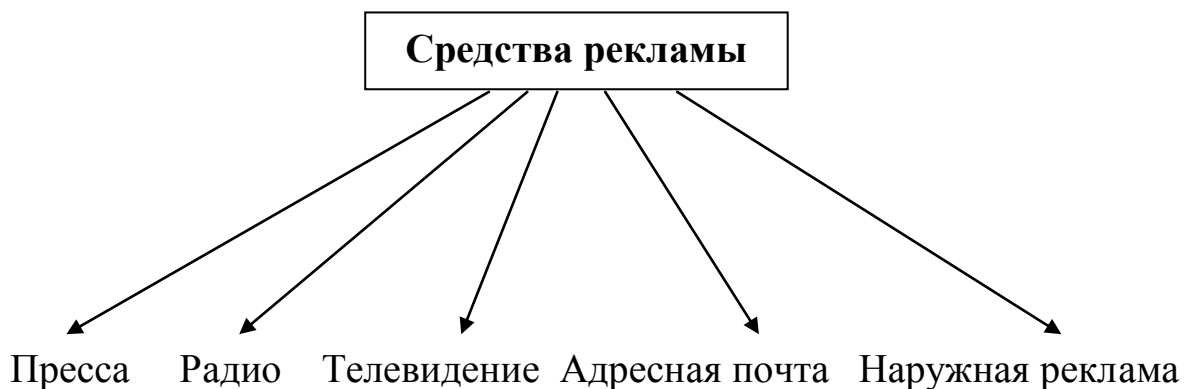 Средства рекламы
Пресса Радио Телевидение Адресная почта Наружная реклама